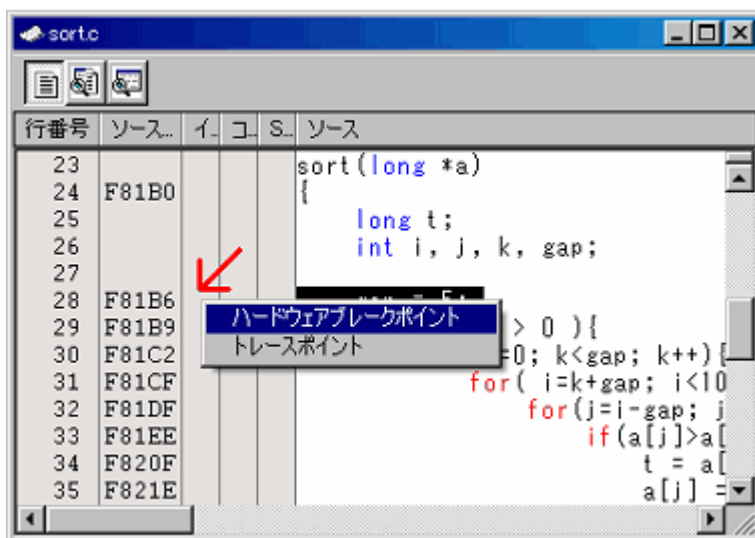 sort.c
行番号 ソース... イ.. コ.. S.. ソース
23 sort(long *a)
24 F81B0 {
25 long t;
26 int i, j, k, gap;
27
28 F81B6
ハードウェアブレークポイント
29 F81B9 > 0 ){
トレースポイント
30 F81C2 =0; k<gap; k++){
31 F81CF for( i=k+gap; i<10
32 F81DF for(j=i-gap; j
33 F81EE if(a[j]>a[
34 F820F t = a[
35 F821E a[j] =